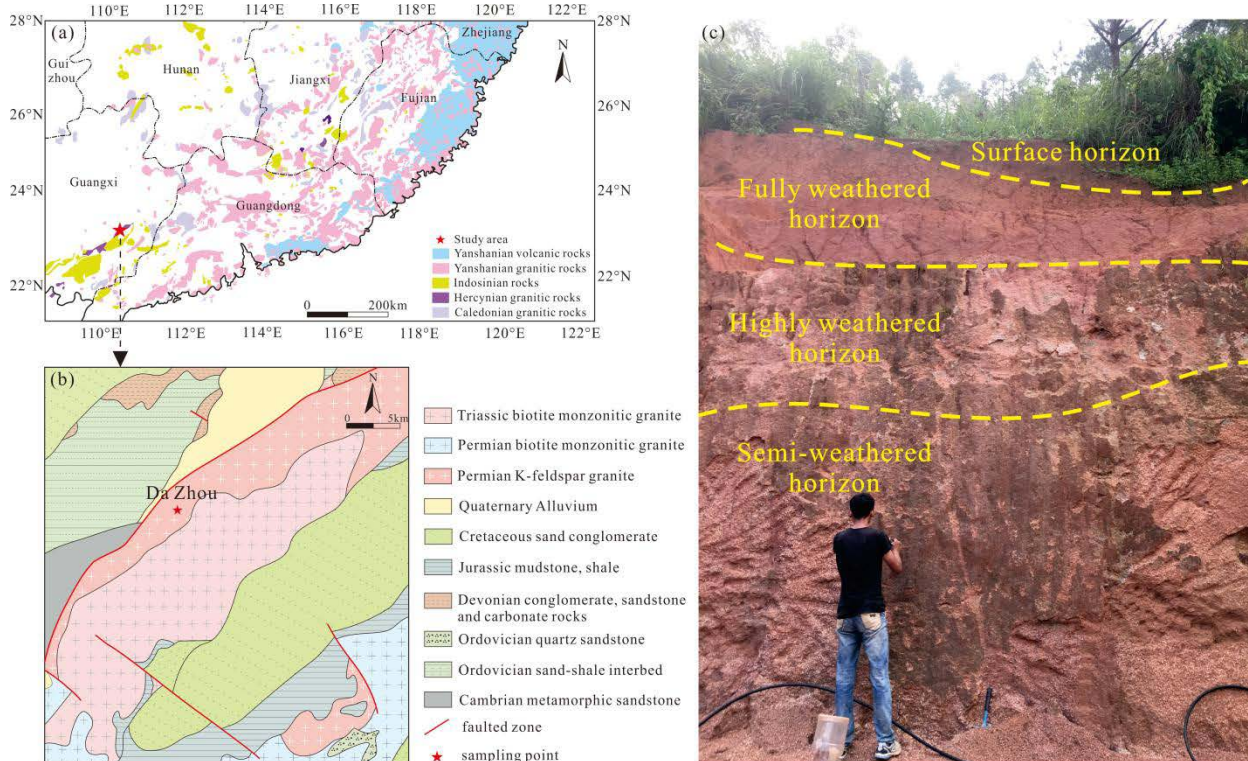 110°E 112°E 114°E 116°E 118°E 120°E 122°E
28°N
(a)
Zhejiang
N
Gui
zhou
Hunan
Jiangxi
Fujian
26°N
26°N
24°N
24°N
Guangxi
Guangdong
22°N
22°N
Study area
Yanshanian volcanic rocks
Yanshanian granitic rocks
Indosinian rocks
Hercynian granitic rocks
Caledonian granitic rocks
0 200km
110°E 112°E 114°E 116°E 118°E 120°E 122°E
(b)
N
0 5km
Da Zhou
Triassic biotite monzonitic granite
Permian biotite monzonitic granite
Permian K-feldspar granite
Quaternary Alluvium
Cretaceous sand conglomerate
Jurassic mudstone, shale
Devonian conglomerate, sandstone
and carbonate rocks
Ordovician quartz sandstone
Ordovician sand-shale interbed
Cambrian metamorphic sandstone
faulted zone
sampling point
(c)
Surface horizon
Fully weathered
horizon
Highly weathered
horizon
Semi-weathered
horizon